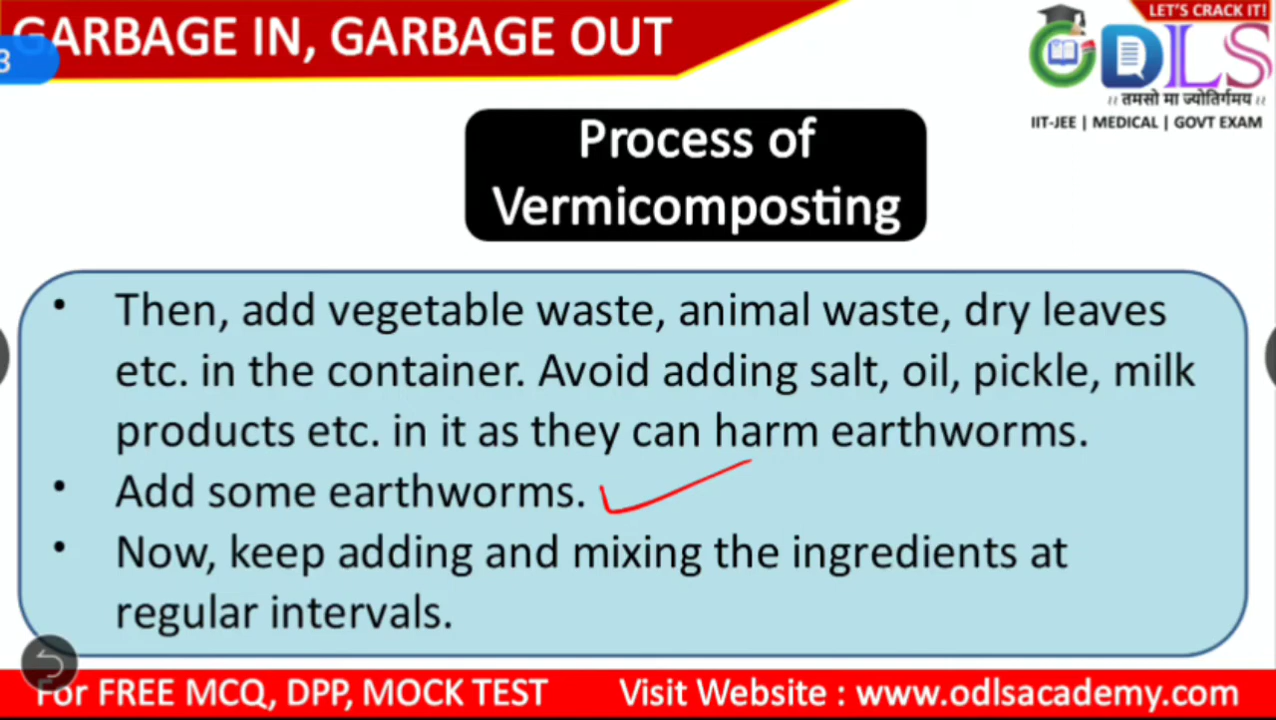 LET'S CRACK IT!
GARBAGE IN, GARBAGE OUT
3
ODLS
।। तमसो मा ज्योतिर्गमय ।।
IIT-JEE | MEDICAL | GOVT EXAM
Process of
Vermicomposting
• Then, add vegetable waste, animal waste, dry leaves
etc. in the container. Avoid adding salt, oil, pickle, milk
products etc. in it as they can harm earthworms.
• Add some earthworms.
• Now, keep adding and mixing the ingredients at
regular intervals.
For FREE MCQ, DPP, MOCK TEST Visit Website : www.odlsacademy.com